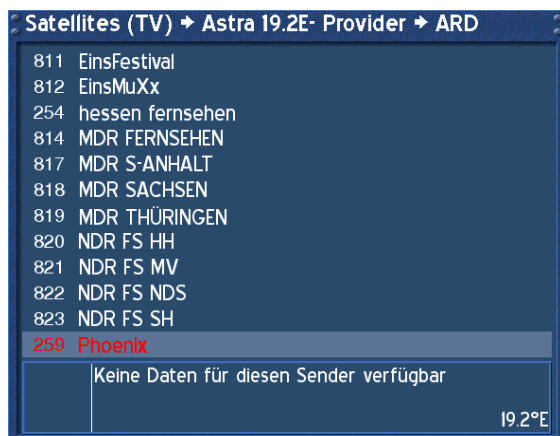 Satellites (TV) → Astra 19.2E- Provider → ARD
811 EinsFestival
812 EinsMuXx
254 hessen fernsehen
814 MDR FERNSEHEN
817 MDR S-ANHALT
818 MDR SACHSEN
819 MDR THÜRINGEN
820 NDR FS HH
821 NDR FS MV
822 NDR FS NDS
823 NDR FS SH
259 Phoenix
Keine Daten für diesen Sender verfügbar
19.2°E